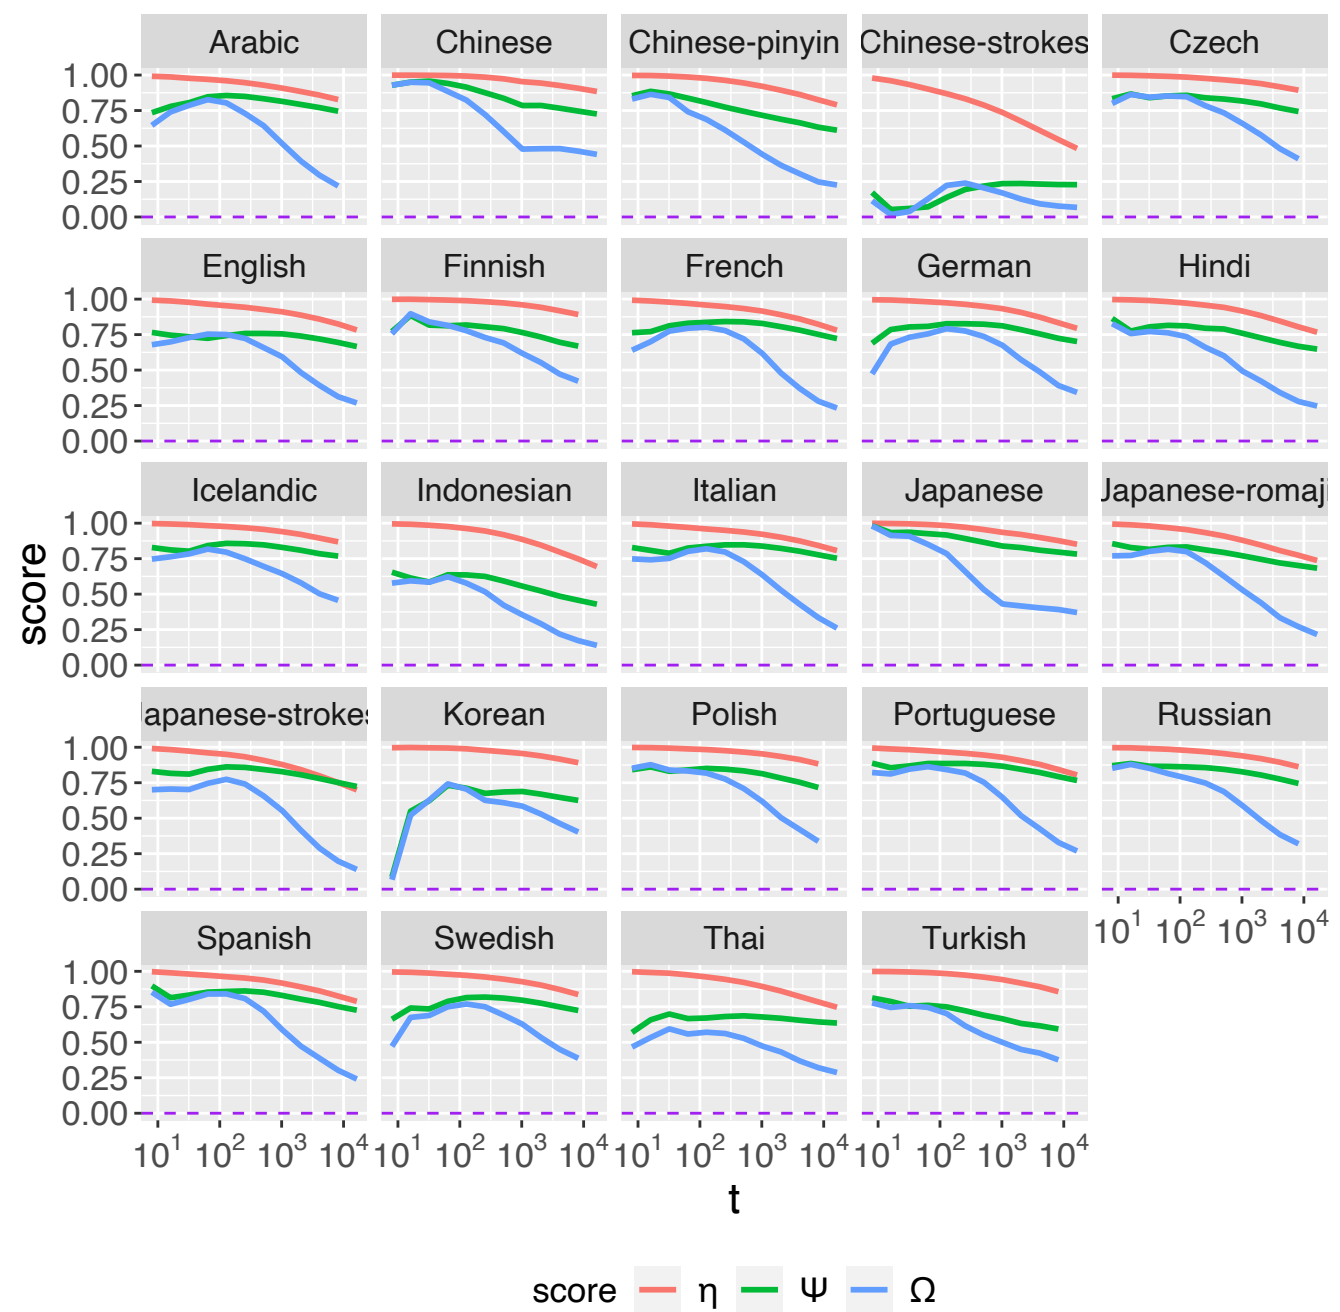 Arabic Chinese Chinese-pinyin Chinese-strokes Czech
1.00
0.75
0.50
0.25
0.00
English Finnish French German Hindi
1.00
0.75
0.50
0.25
0.00
Icelandic Indonesian Italian Japanese Japanese-romaji
1.00
0.75
0.50
0.25
0.00
score
Japanese-strokes Korean Polish Portuguese Russian
1.00
0.75
0.50
0.25
0.00
10¹ 10² 10³ 10⁴
Spanish Swedish Thai Turkish
1.00
0.75
0.50
0.25
0.00
10¹ 10² 10³ 10⁴ 10¹ 10² 10³ 10⁴ 10¹ 10² 10³ 10⁴ 10¹ 10² 10³ 10⁴
t
score η Ψ Ω